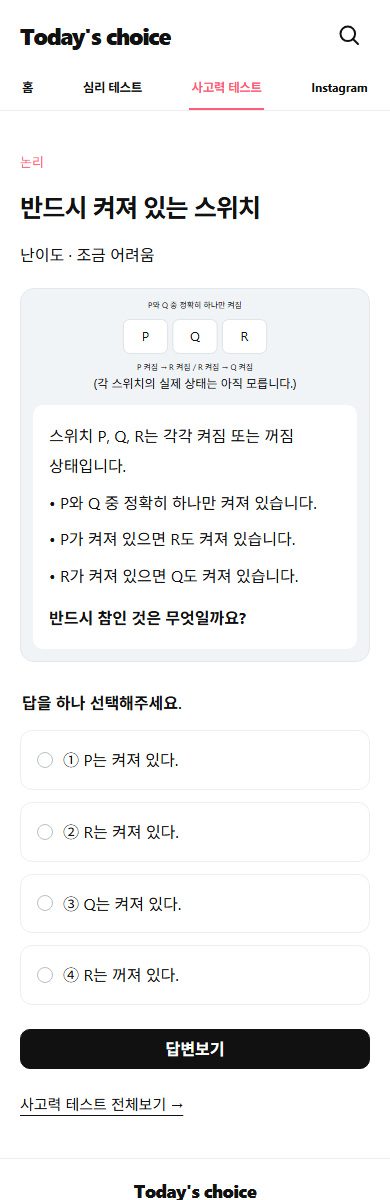 Today's choice
홈 심리 테스트 사고력 테스트 Instagram
논리
반드시 켜져 있는 스위치
난이도 · 조금 어려움
P와 Q 중 정확히 하나만 켜짐
P Q R
P 켜짐 → R 켜짐 / R 켜짐 → Q 켜짐
(각 스위치의 실제 상태는 아직 모릅니다.)
스위치 P, Q, R는 각각 켜짐 또는 꺼짐
상태입니다.
• P와 Q 중 정확히 하나만 켜져 있습니다.
• P가 켜져 있으면 R도 켜져 있습니다.
• R가 켜져 있으면 Q도 켜져 있습니다.
반드시 참인 것은 무엇일까요?
답을 하나 선택해주세요.
① P는 켜져 있다.
② R는 켜져 있다.
③ Q는 켜져 있다.
④ R는 꺼져 있다.
답변보기
사고력 테스트 전체보기 →
Today's choice